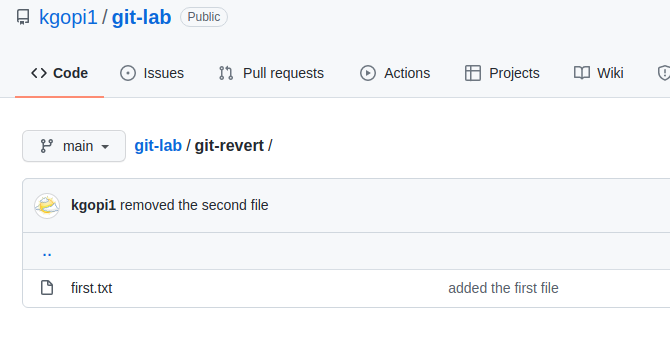 kgopi1 / git-lab Public
Code Issues Pull requests Actions Projects Wiki
main git-lab / git-revert /
kgopi1 removed the second file
..
first.txt added the first file